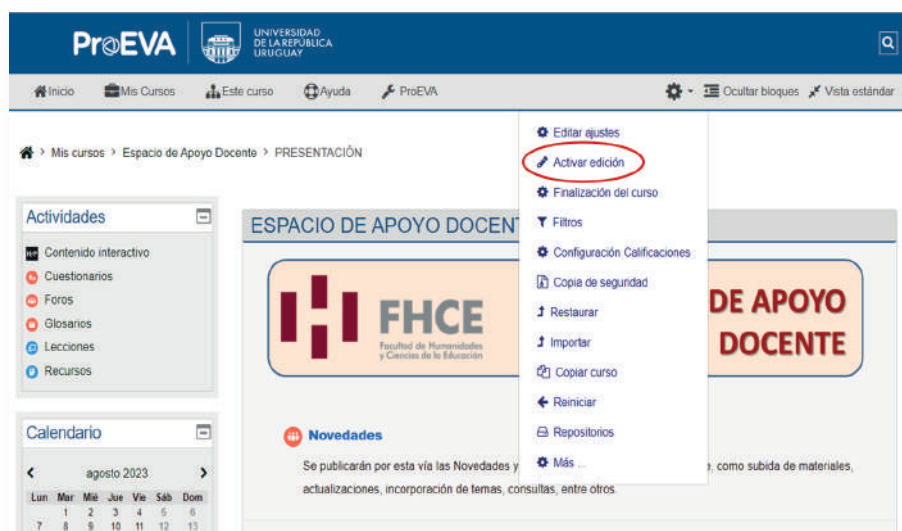 ProEVA
UNIVERSIDAD
DE LA REPÚBLICA
URUGUAY
Inicio Mis Cursos Este curso Ayuda ProEVA Ocultar bloques Vista estándar
Mis cursos > Espacio de Apoyo Docente > PRESENTACIÓN
Editar ajustes
Activar edición
Finalización del curso
Filtros
Configuración Calificaciones
Copia de seguridad
Restaurar
Importar
Copiar curso
Reiniciar
Repositorios
Más ...
Actividades
H-P
Contenido interactivo
Cuestionarios
Foros
Glosarios
Lecciones
Recursos
Calendario
agosto 2023
Lun Mar Mié Jue Vie Sáb Dom
1 2 3 4 5 6
7 8 9 10 11 12 13
ESPACIO DE APOYO DOCENT
FHCE
Facultad de Humanidades
y Ciencias de la Educación
DE APOYO
DOCENTE
Novedades
Se publicarán por esta vía las Novedades y , como subida de materiales,
actualizaciones, incorporación de temas, consultas, entre otros.